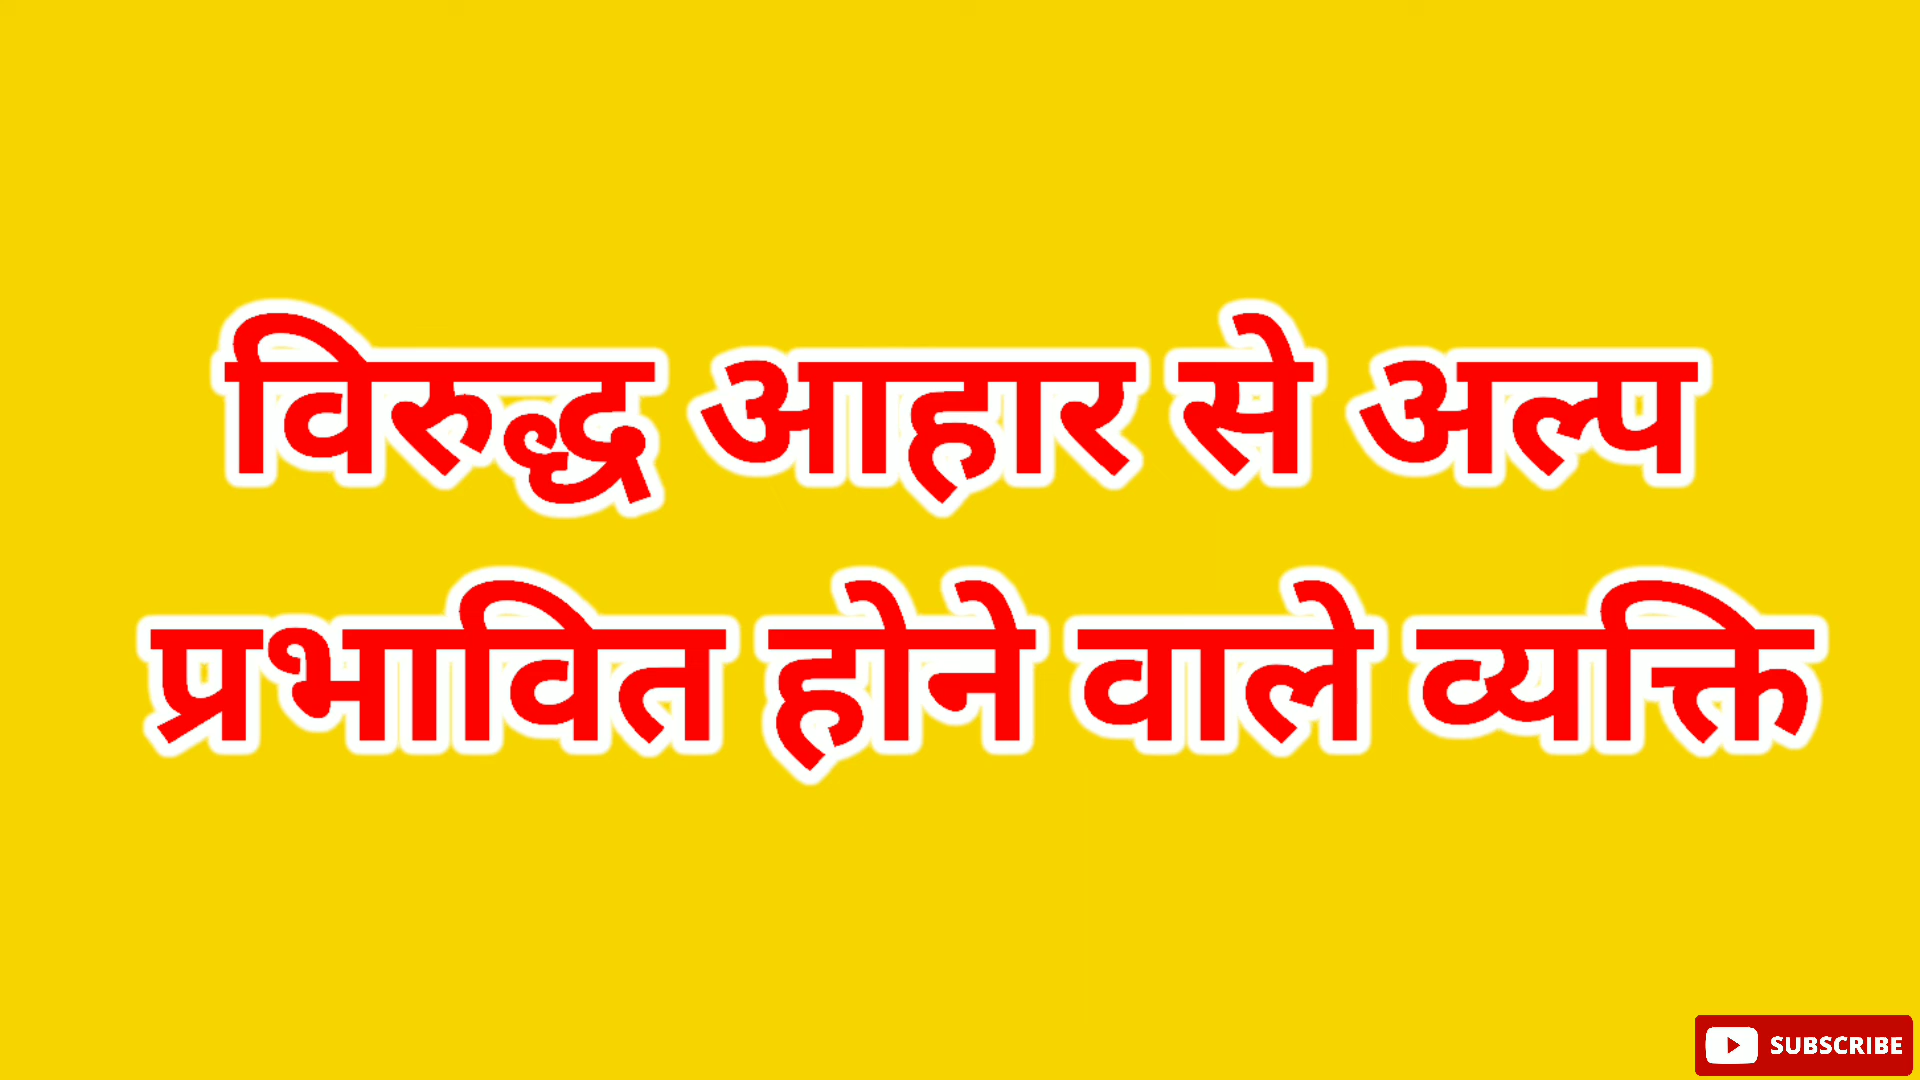 विरुद्ध आहार से अल्प
प्रभावित होने वाले व्यक्ति
SUBSCRIBE